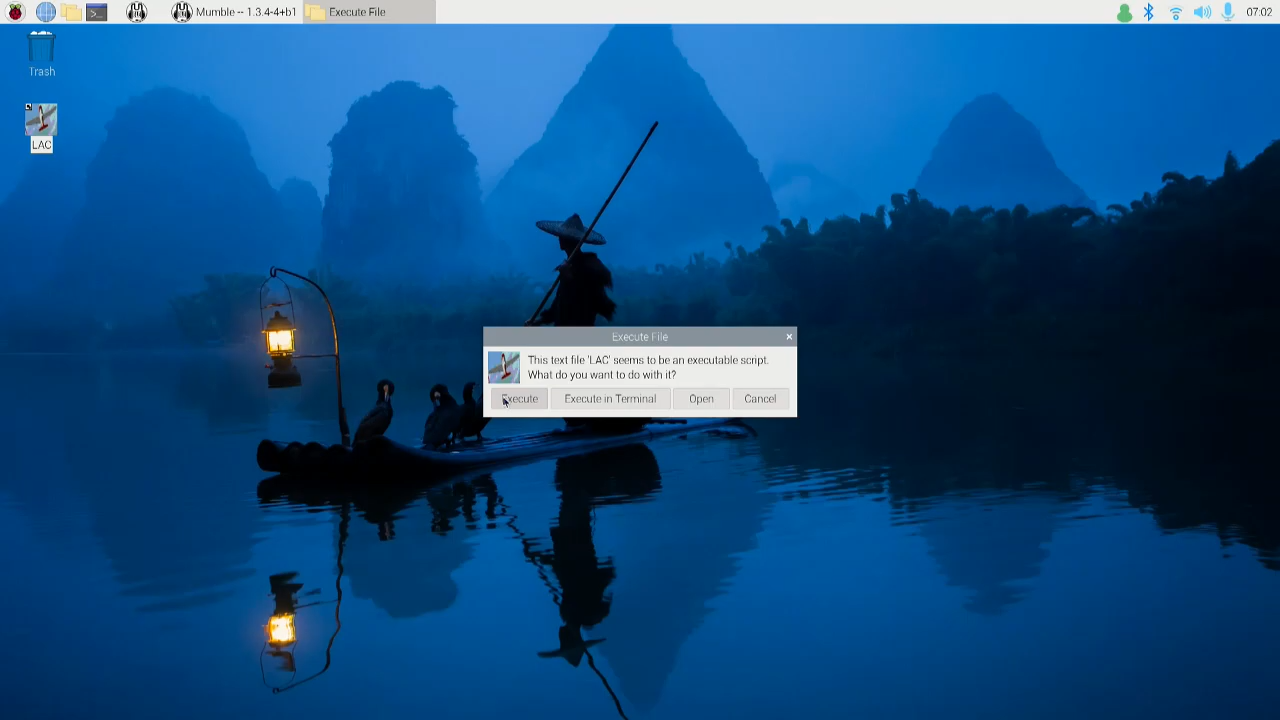 Mumble -- 1.3.4-4+b1
Execute File
07:02
Trash
LAC
Execute File
This text file 'LAC' seems to be an executable script.
What do you want to do with it?
Execute
Execute in Terminal
Open
Cancel